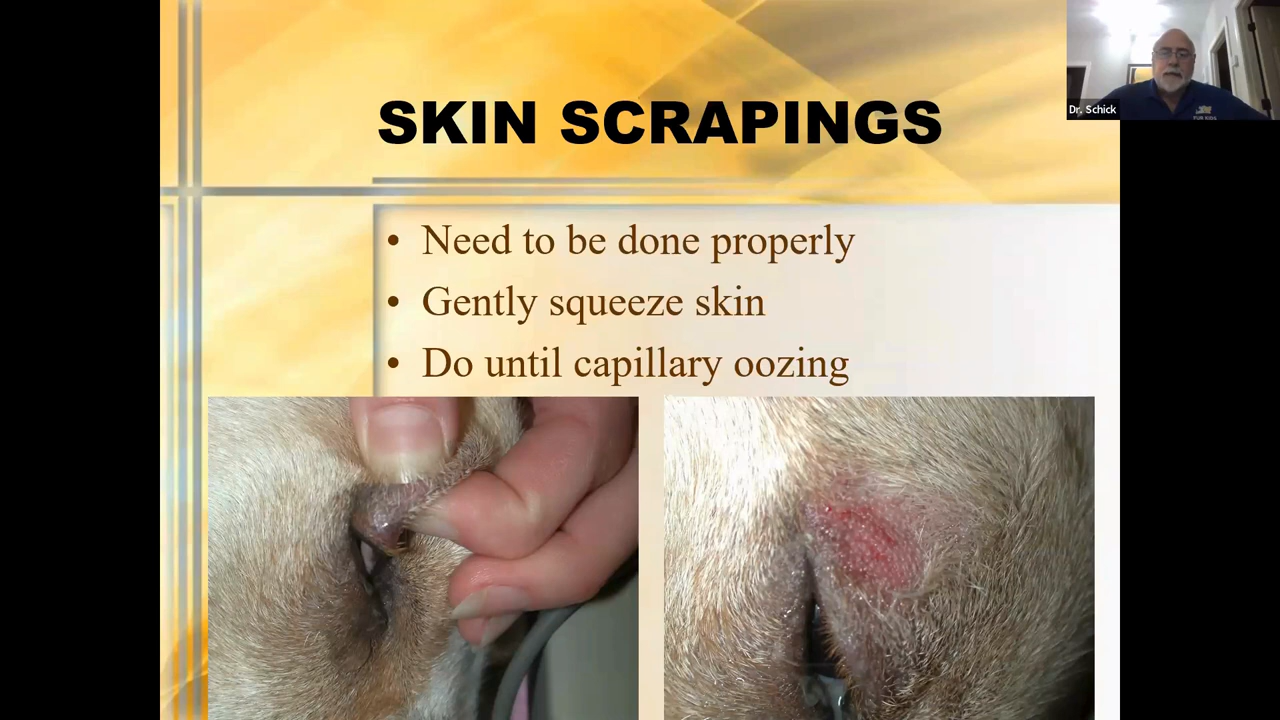 SKIN SCRAPINGS
Dr. Schick
• Need to be done properly
• Gently squeeze skin
• Do until capillary oozing